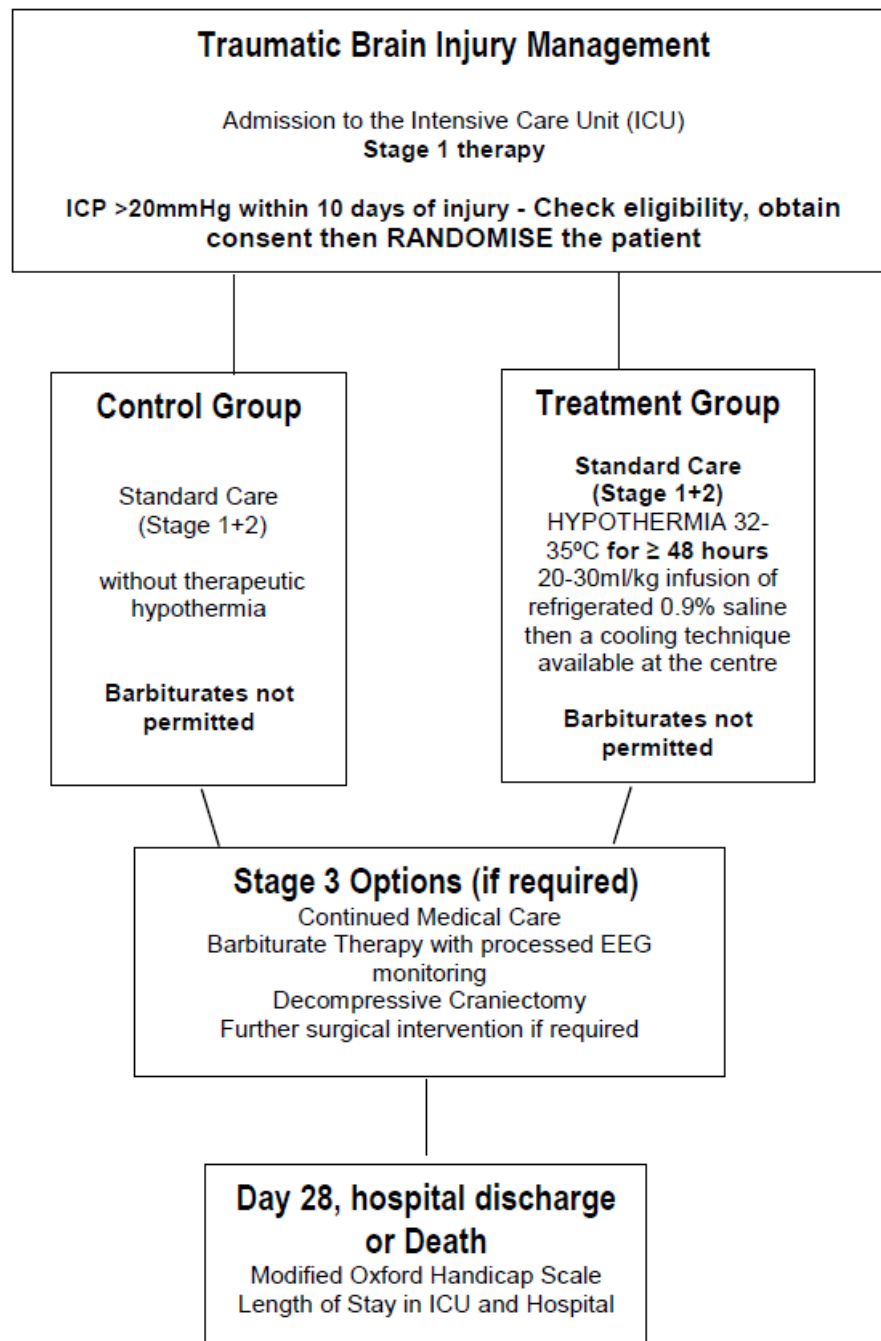 Traumatic Brain Injury Management
Admission to the Intensive Care Unit (ICU)
Stage 1 therapy
ICP >20mmHg within 10 days of injury - Check eligibility, obtain
consent then RANDOMISE the patient
Control Group
Standard Care
(Stage 1+2)
without therapeutic
hypothermia
Barbiturates not
permitted
Treatment Group
Standard Care
(Stage 1+2)
HYPOTHERMIA 32-
35ºC for ≥ 48 hours
20-30ml/kg infusion of
refrigerated 0.9% saline
then a cooling technique
available at the centre
Barbiturates not
permitted
Stage 3 Options (if required)
Continued Medical Care
Barbiturate Therapy with processed EEG
monitoring
Decompressive Craniectomy
Further surgical intervention if required
Day 28, hospital discharge
or Death
Modified Oxford Handicap Scale
Length of Stay in ICU and Hospital